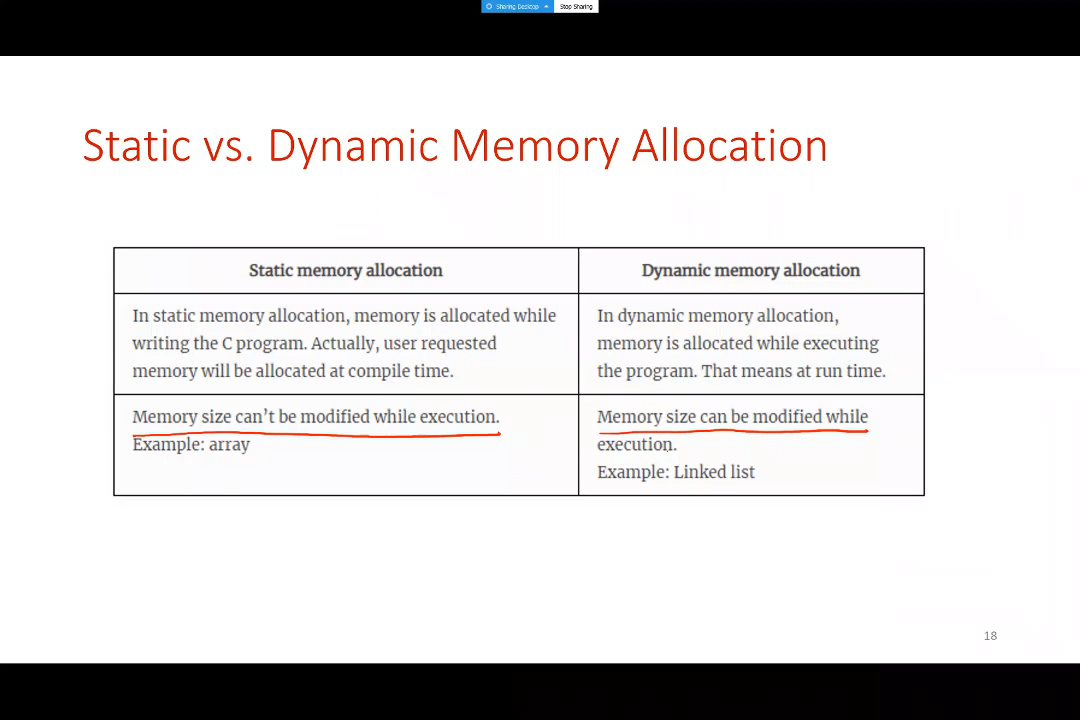 Sharing Desktop
Stop Sharing
Static vs. Dynamic Memory Allocation
Static memory allocation
Dynamic memory allocation
In static memory allocation, memory is allocated while
writing the C program. Actually, user requested
memory will be allocated at compile time.
In dynamic memory allocation,
memory is allocated while executing
the program. That means at run time.
Memory size can’t be modified while execution.
Example: array
Memory size can be modified while
execution.
Example: Linked list
18